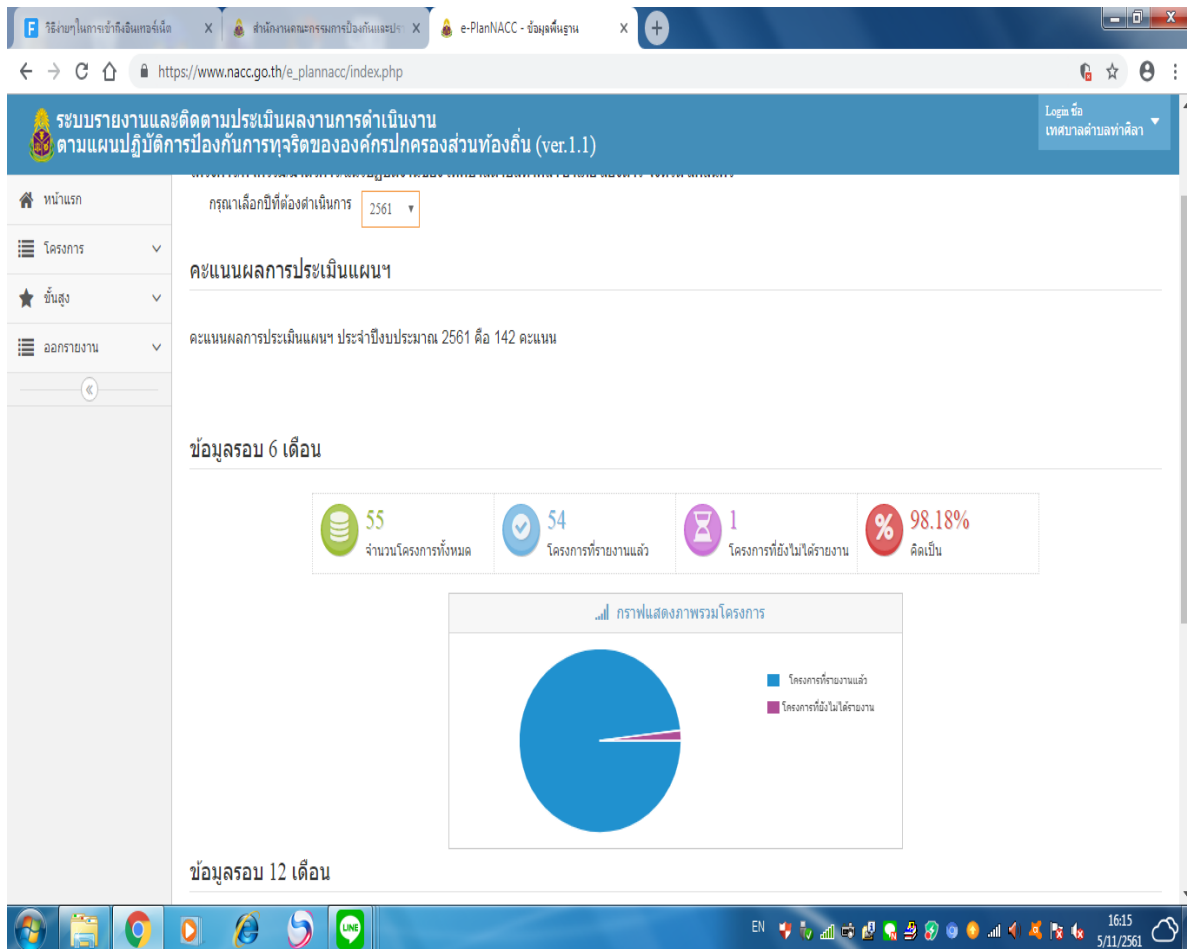 วิธีง่ายๆในการเข้าถึงอินเทอร์เน็ต
สำนักงานคณะกรรมการป้องกันและปรา
e-PlanNACC - ข้อมูลพื้นฐาน
https://www.nacc.go.th/e_plannacc/index.php
ระบบรายงานและติดตามประเมินผลงานการดำเนินงาน
ตามแผนปฏิบัติการป้องกันการทุจริตขององค์กรปกครองส่วนท้องถิ่น (ver.1.1)
Login ชื่อ
เทศบาลตำบลท่าศิลา
หน้าแรก
โครงการ
ขั้นสูง
ออกรายงาน
กรุณาเลือกปีที่ต้องดำเนินการ 2561
คะแนนผลการประเมินแผนฯ
คะแนนผลการประเมินแผนฯ ประจำปีงบประมาณ 2561 คือ 142 คะแนน
ข้อมูลรอบ 6 เดือน
55
จำนวนโครงการทั้งหมด
54
โครงการที่รายงานแล้ว
1
โครงการที่ยังไม่ได้รายงาน
98.18%
คิดเป็น
กราฟแสดงภาพรวมโครงการ
โครงการที่รายงานแล้ว
โครงการที่ยังไม่ได้รายงาน
ข้อมูลรอบ 12 เดือน
LINE
EN
16:15
5/11/2561